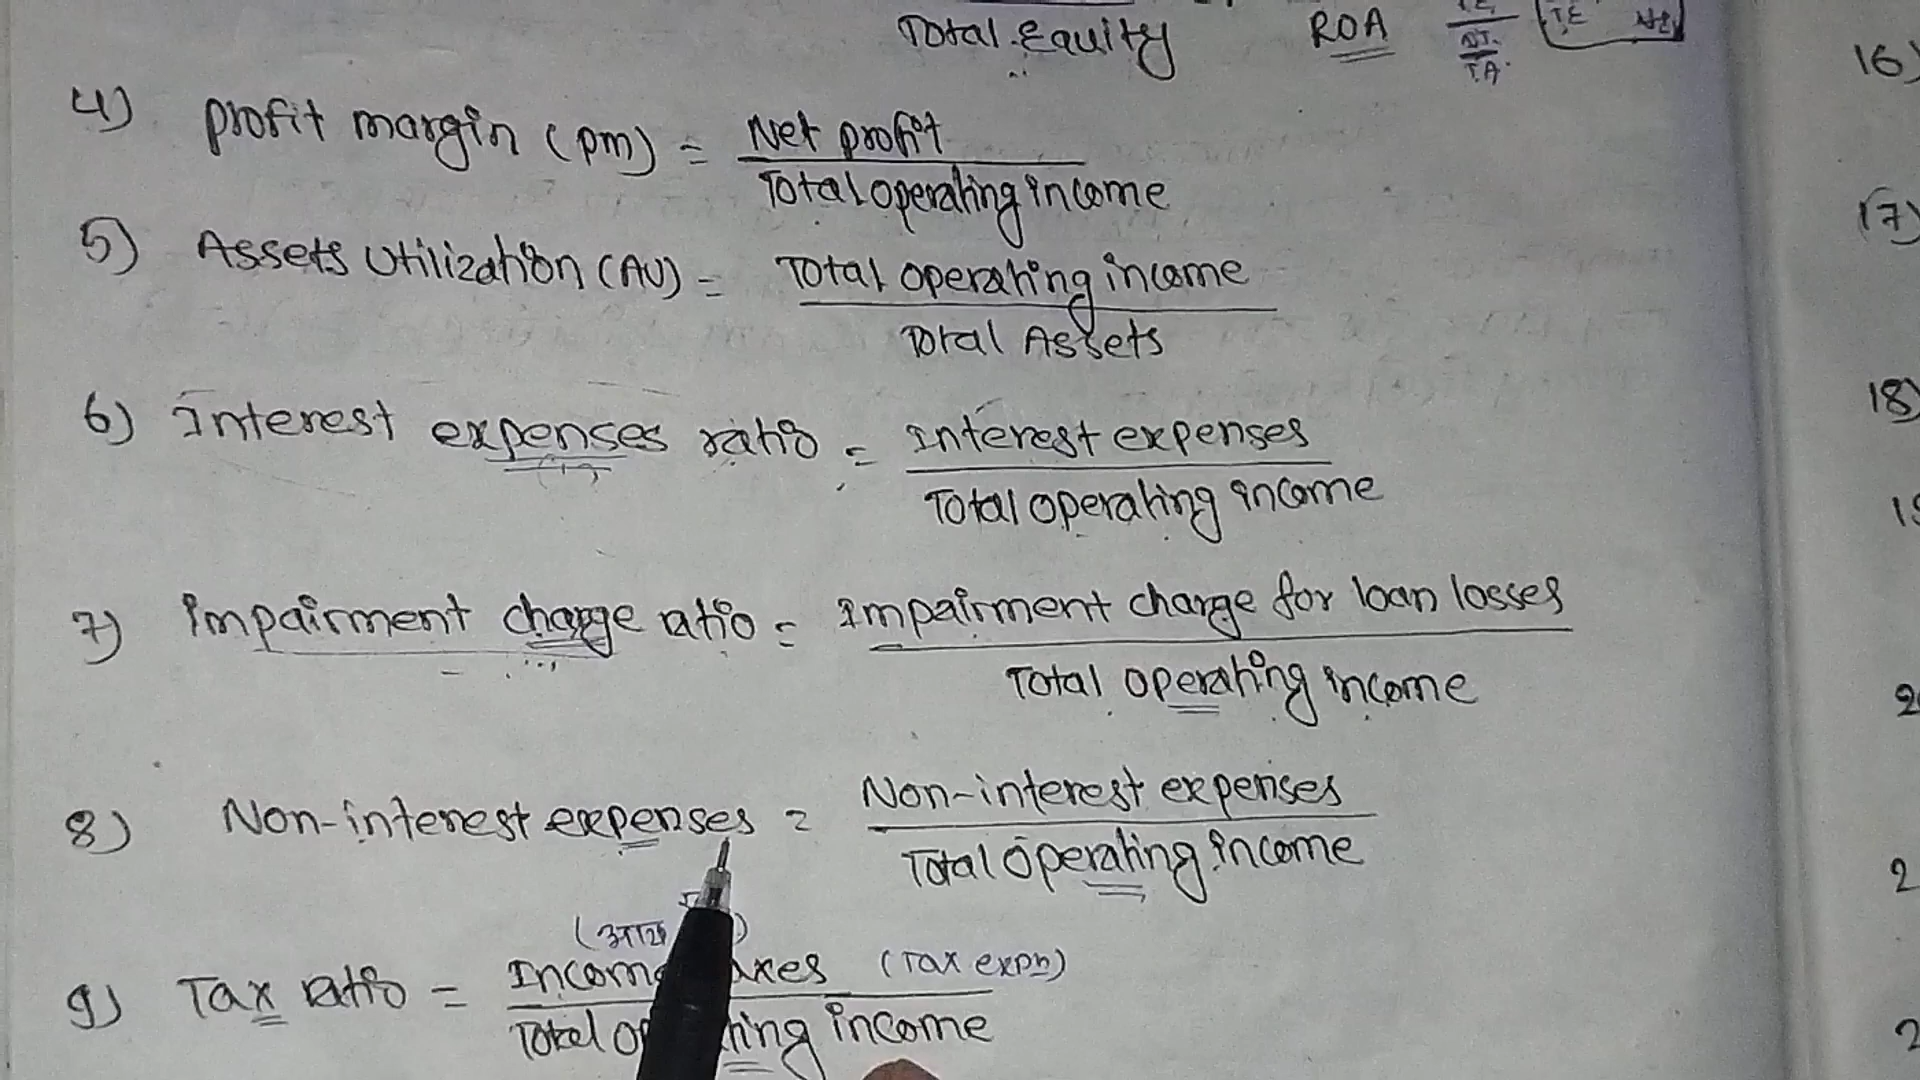 Total Equity ROA
T.A.
4) profit margin (pm) = Net profit
Total operating income
5) Assets Utilization (AU) = Total operating income
Total Assets
6) Interest expenses ratio = Interest expenses
Total operating income
7) Impairment charge ratio = Impairment charge for loan losses
Total operating income
8) Non-interest expenses = Non-interest expenses
Total operating income
9) Tax ratio = (Tax expn)
Total income
16)
17)
18)